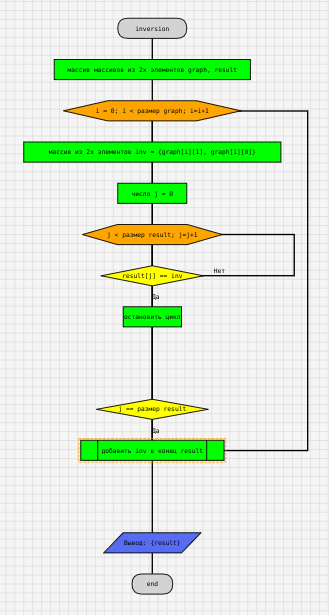 inversion
массив массивов из 2х элементов graph, result
i = 0; i < размер graph; i=i+1
массив из 2х элементов inv = {graph[i][1], graph[i][0]}
число j = 0
j < размер result; j=j+1
result[j] == inv
Нет
Да
остановить цикл
j == размер result
Да
добавить inv в конец result
Вывод: {result}
end